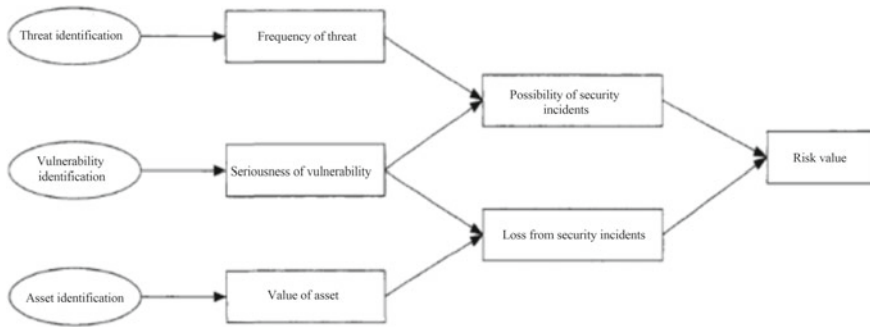 Threat identification
Frequency of threat
Possibility of security
incidents
Vulnerability
identification
Seriousness of vulnerability
Risk value
Loss from security incidents
Asset identification
Value of asset